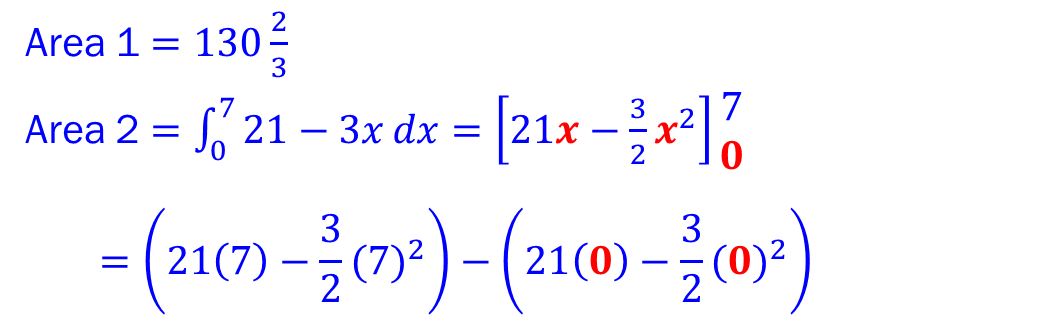 Area 1 = 130 2/3
Area 2 = ∫₀⁷ 21 − 3x dx = [21x − 3/2 x²]₀⁷
= (21(7) − 3/2 (7)²) − (21(0) − 3/2 (0)²)